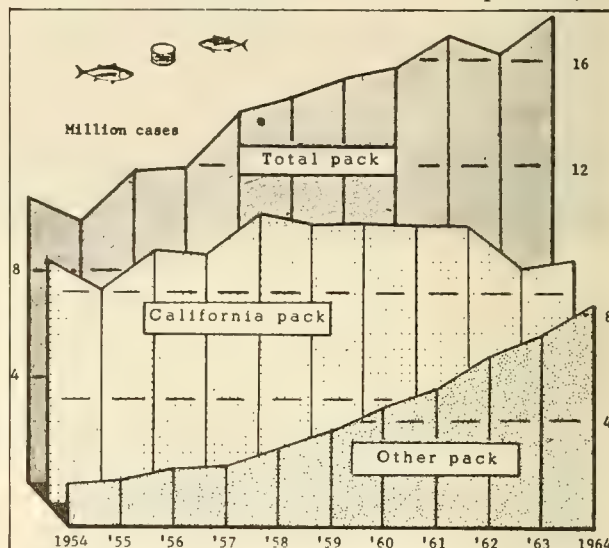 16
Million cases
Total pack
12
8
California pack
8
4
4
Other pack
1954 '55 '56 '57 '58 '59 '60 '61 '62 '63 1964